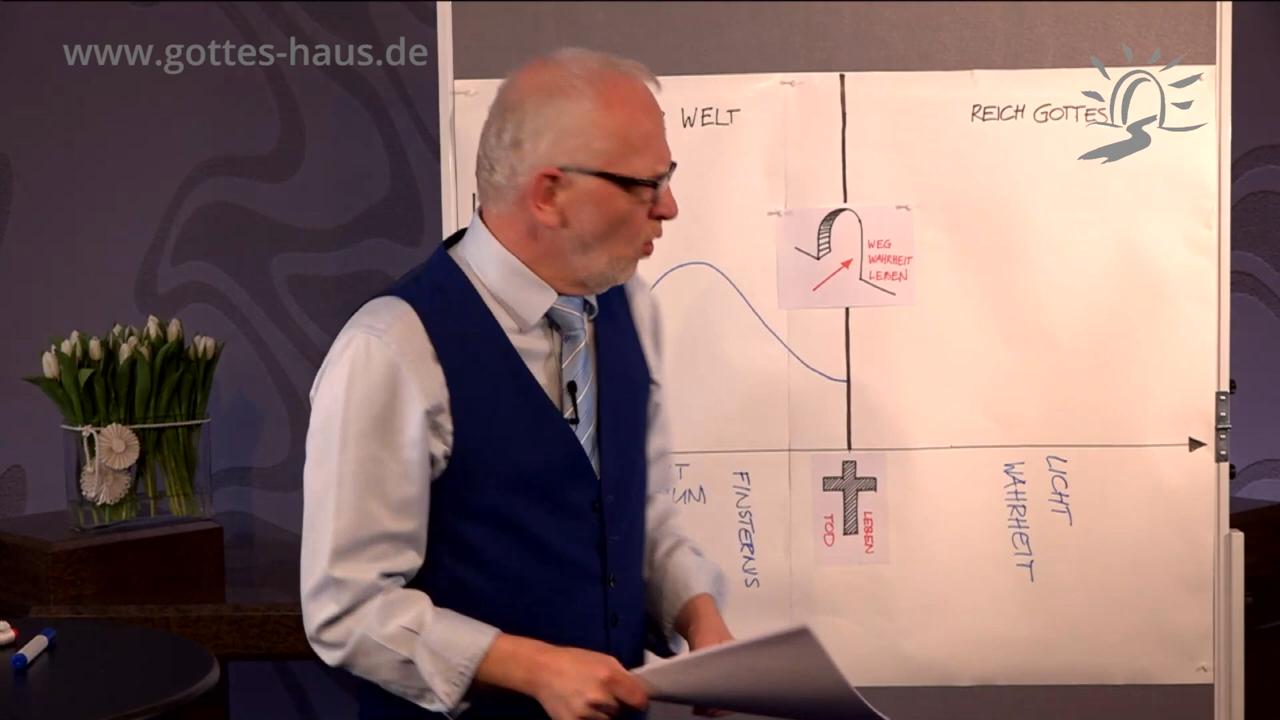 www.gottes-haus.de
WELT
REICH GOTTES
WEG
WAHRHEIT
LEBEN
FINSTERNIS
TOD
LEBEN
WAHRHEIT
LICHT